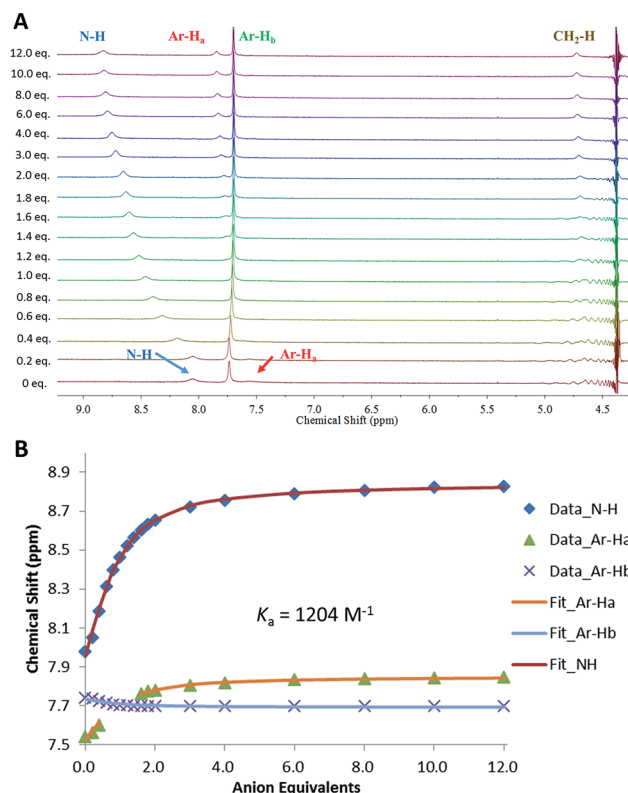 A
N-H Ar-Ha Ar-Hb CH2-H
12.0 eq.
10.0 eq.
8.0 eq.
6.0 eq.
4.0 eq.
3.0 eq.
2.0 eq.
1.8 eq.
1.6 eq.
1.4 eq.
1.2 eq.
1.0 eq.
0.8 eq.
0.6 eq.
0.4 eq.
N-H Ar-Ha
0.2 eq.
0 eq.
9.0 8.5 8.0 7.5 7.0 6.5 6.0 5.5 5.0 4.5
Chemical Shift (ppm)
B
8.9
8.7
8.5
8.3
8.1
7.9
7.7
7.5
Chemical Shift (ppm)
Ka = 1204 M-1
Data_N-H
Data_Ar-Ha
Data_Ar-Hb
Fit_Ar-Ha
Fit_Ar-Hb
Fit_NH
0.0 2.0 4.0 6.0 8.0 10.0 12.0
Anion Equivalents